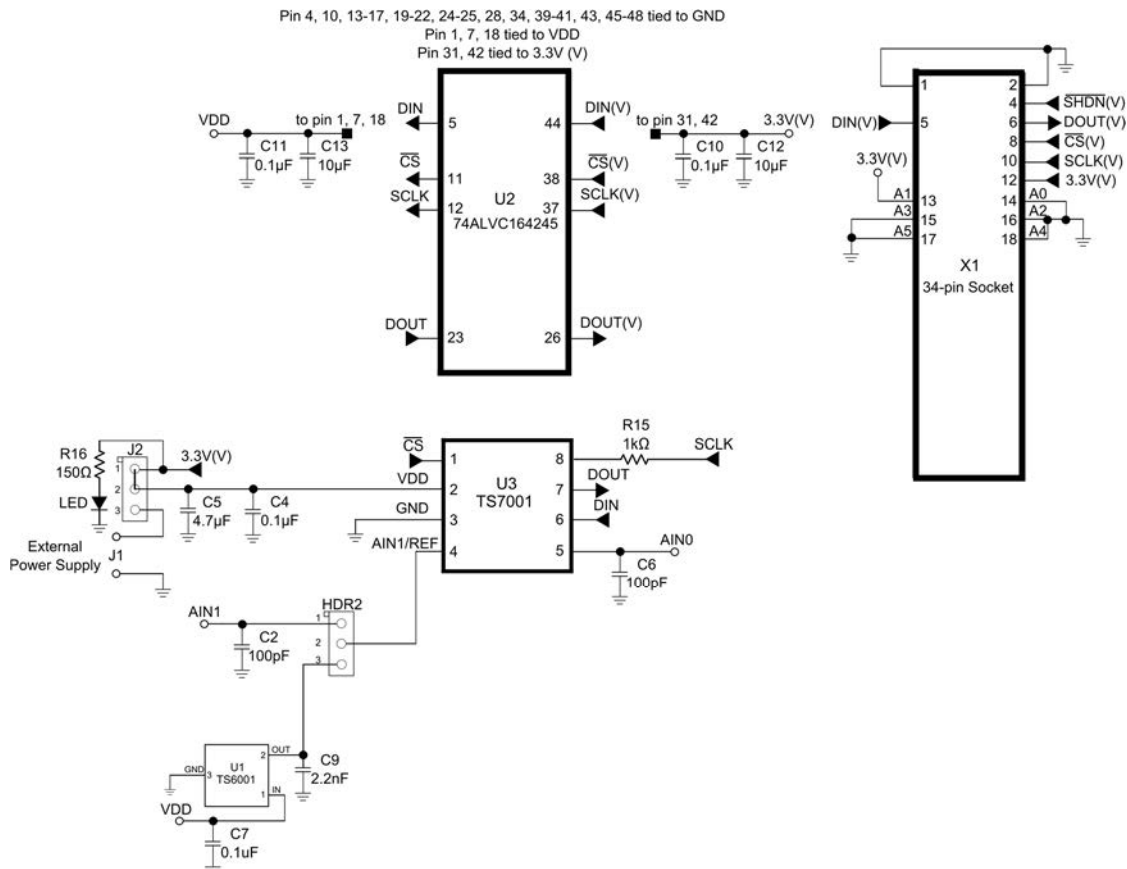 Pin 4, 10, 13-17, 19-22, 24-25, 28, 34, 39-41, 43, 45-48 tied to GND
Pin 1, 7, 18 tied to VDD
Pin 31, 42 tied to 3.3V (V)
VDD
to pin 1, 7, 18
C11
0.1µF
C13
10µF
DIN
5
CS
11
SCLK
12
DOUT
23
U2
74ALVC164245
44
DIN(V)
38
CS(V)
37
SCLK(V)
26
DOUT(V)
to pin 31, 42
3.3V(V)
C10
0.1µF
C12
10µF
1
2
4
SHDN(V)
DIN(V)
5
6
DOUT(V)
8
CS(V)
10
SCLK(V)
12
3.3V(V)
3.3V(V)
A1
13
14
A0
A3
15
16
A2
A5
17
18
A4
X1
34-pin Socket
R16
150Ω
LED
J2
1
2
3
3.3V(V)
C5
4.7µF
C4
0.1µF
External
Power Supply
J1
CS
1
VDD
2
GND
3
AIN1/REF
4
U3
TS7001
8
R15
1kΩ
SCLK
7
DOUT
6
DIN
5
AIN0
C6
100pF
AIN1
C2
100pF
HDR2
1
2
3
U1
TS6001
GND
3
2
OUT
1
IN
C9
2.2nF
VDD
C7
0.1uF